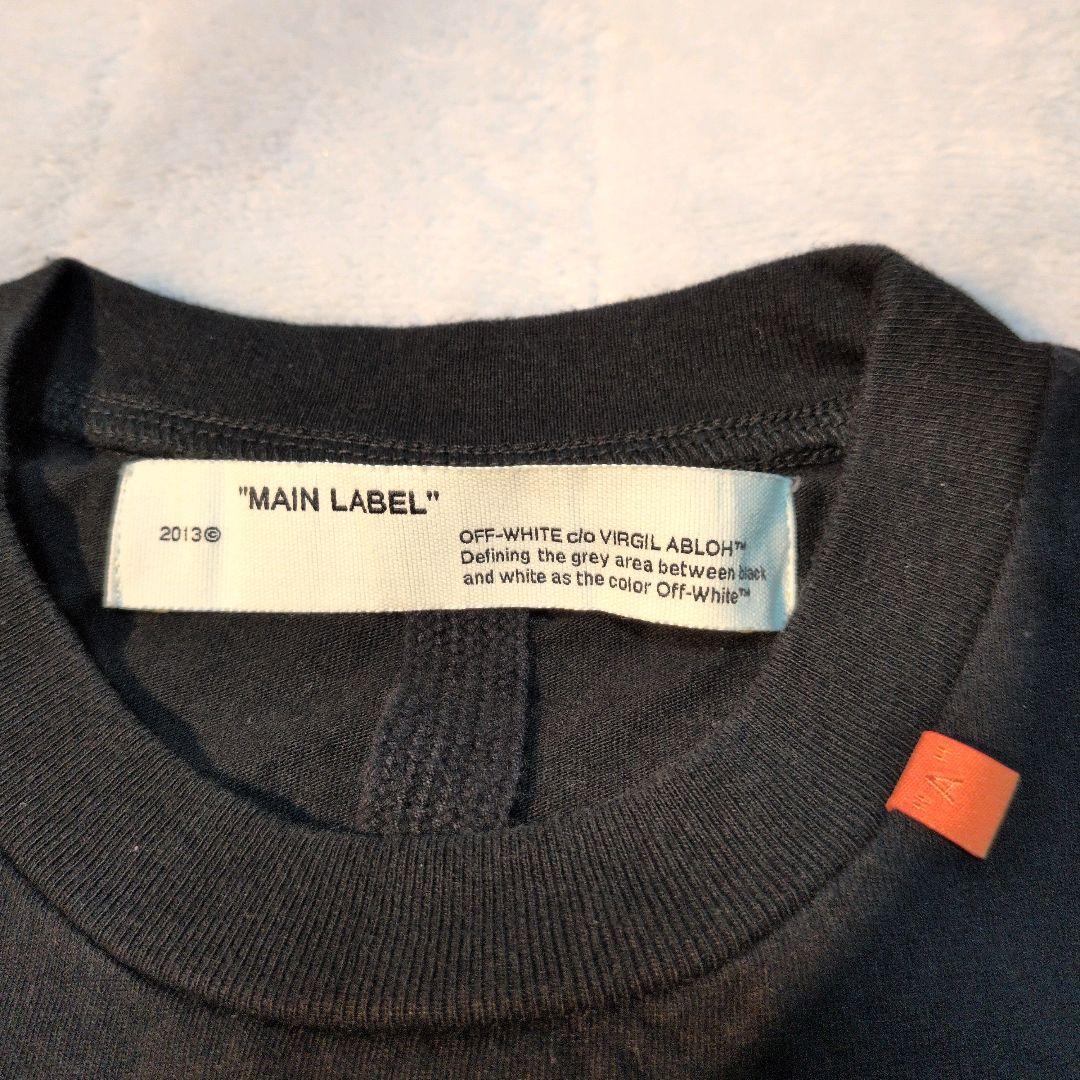 "MAIN LABEL"
2013©
OFF-WHITE c/o VIRGIL ABLOH™
Defining the grey area between black
and white as the color Off-White™
"A"